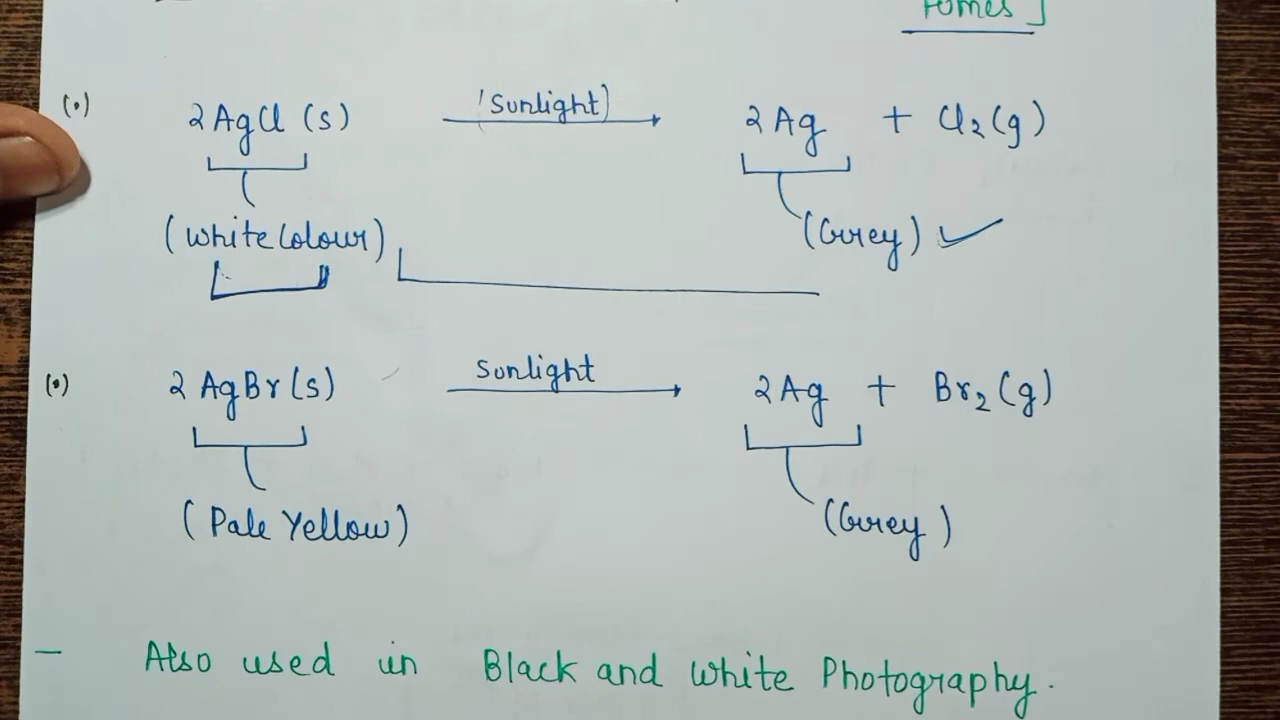 fomes]
(•) 2AgCl (s) (Sunlight) 2Ag + Cl₂(g)
(White Colour) (Grey) ✓
(•) 2AgBr(s) Sunlight 2Ag + Br₂(g)
(Pale Yellow) (Grey)
— Also used in Black and White Photography.